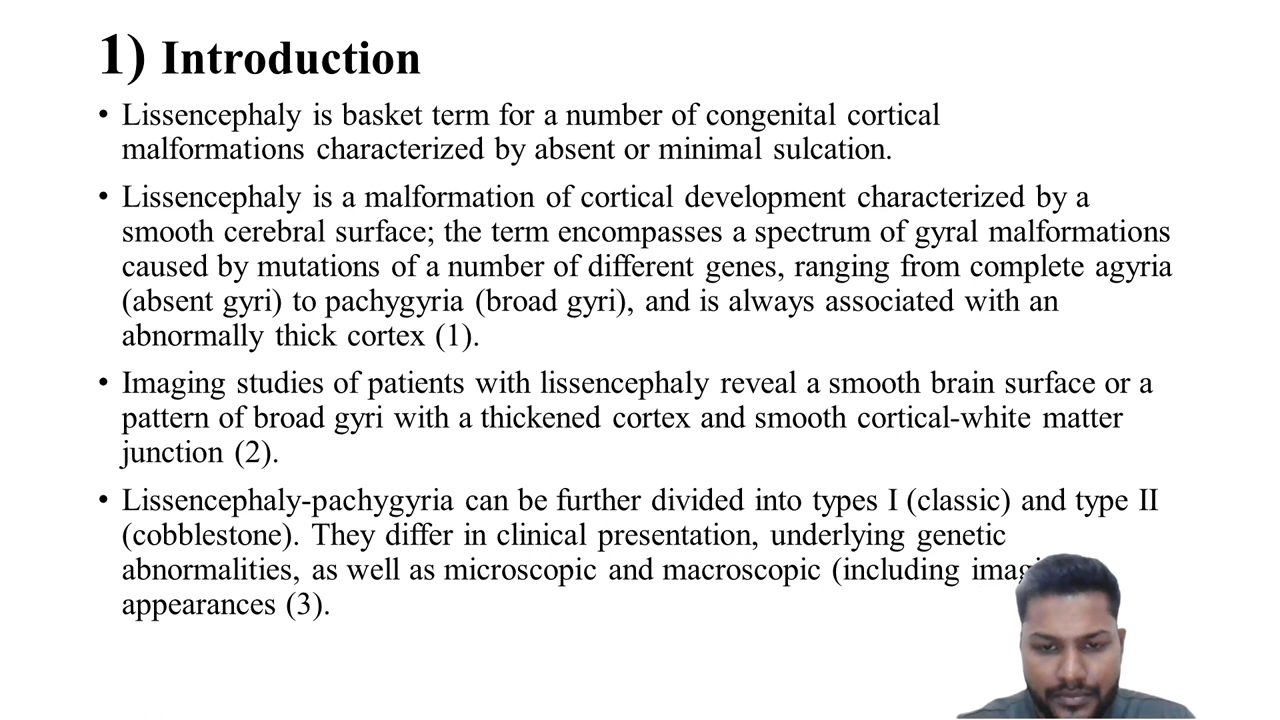 1) Introduction
• Lissencephaly is basket term for a number of congenital cortical
malformations characterized by absent or minimal sulcation.
• Lissencephaly is a malformation of cortical development characterized by a
smooth cerebral surface; the term encompasses a spectrum of gyral malformations
caused by mutations of a number of different genes, ranging from complete agyria
(absent gyri) to pachygyria (broad gyri), and is always associated with an
abnormally thick cortex (1).
• Imaging studies of patients with lissencephaly reveal a smooth brain surface or a
pattern of broad gyri with a thickened cortex and smooth cortical-white matter
junction (2).
• Lissencephaly-pachygyria can be further divided into types I (classic) and type II
(cobblestone). They differ in clinical presentation, underlying genetic
abnormalities, as well as microscopic and macroscopic (including
appearances (3).